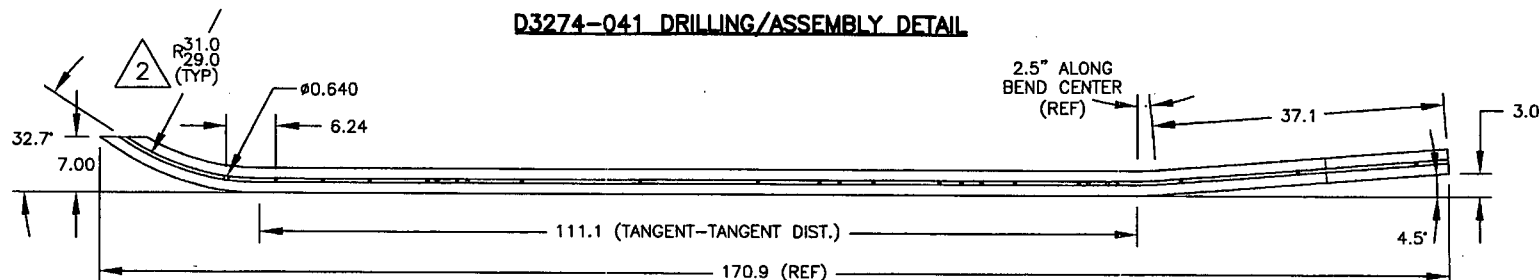 D3274-041 DRILLING/ASSEMBLY DETAIL
2
R31.0
29.0
(TYP)
Ø0.640
6.24
2.5" ALONG
BEND CENTER
(REF)
37.1
3.0
32.7°
7.00
111.1 (TANGENT-TANGENT DIST.)
4.5°
170.9 (REF)